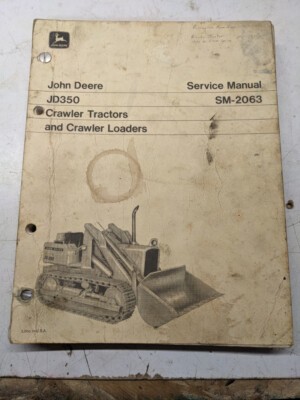 John Deere Service Manual
JD350 SM-2063
Crawler Tractors
and Crawler Loaders